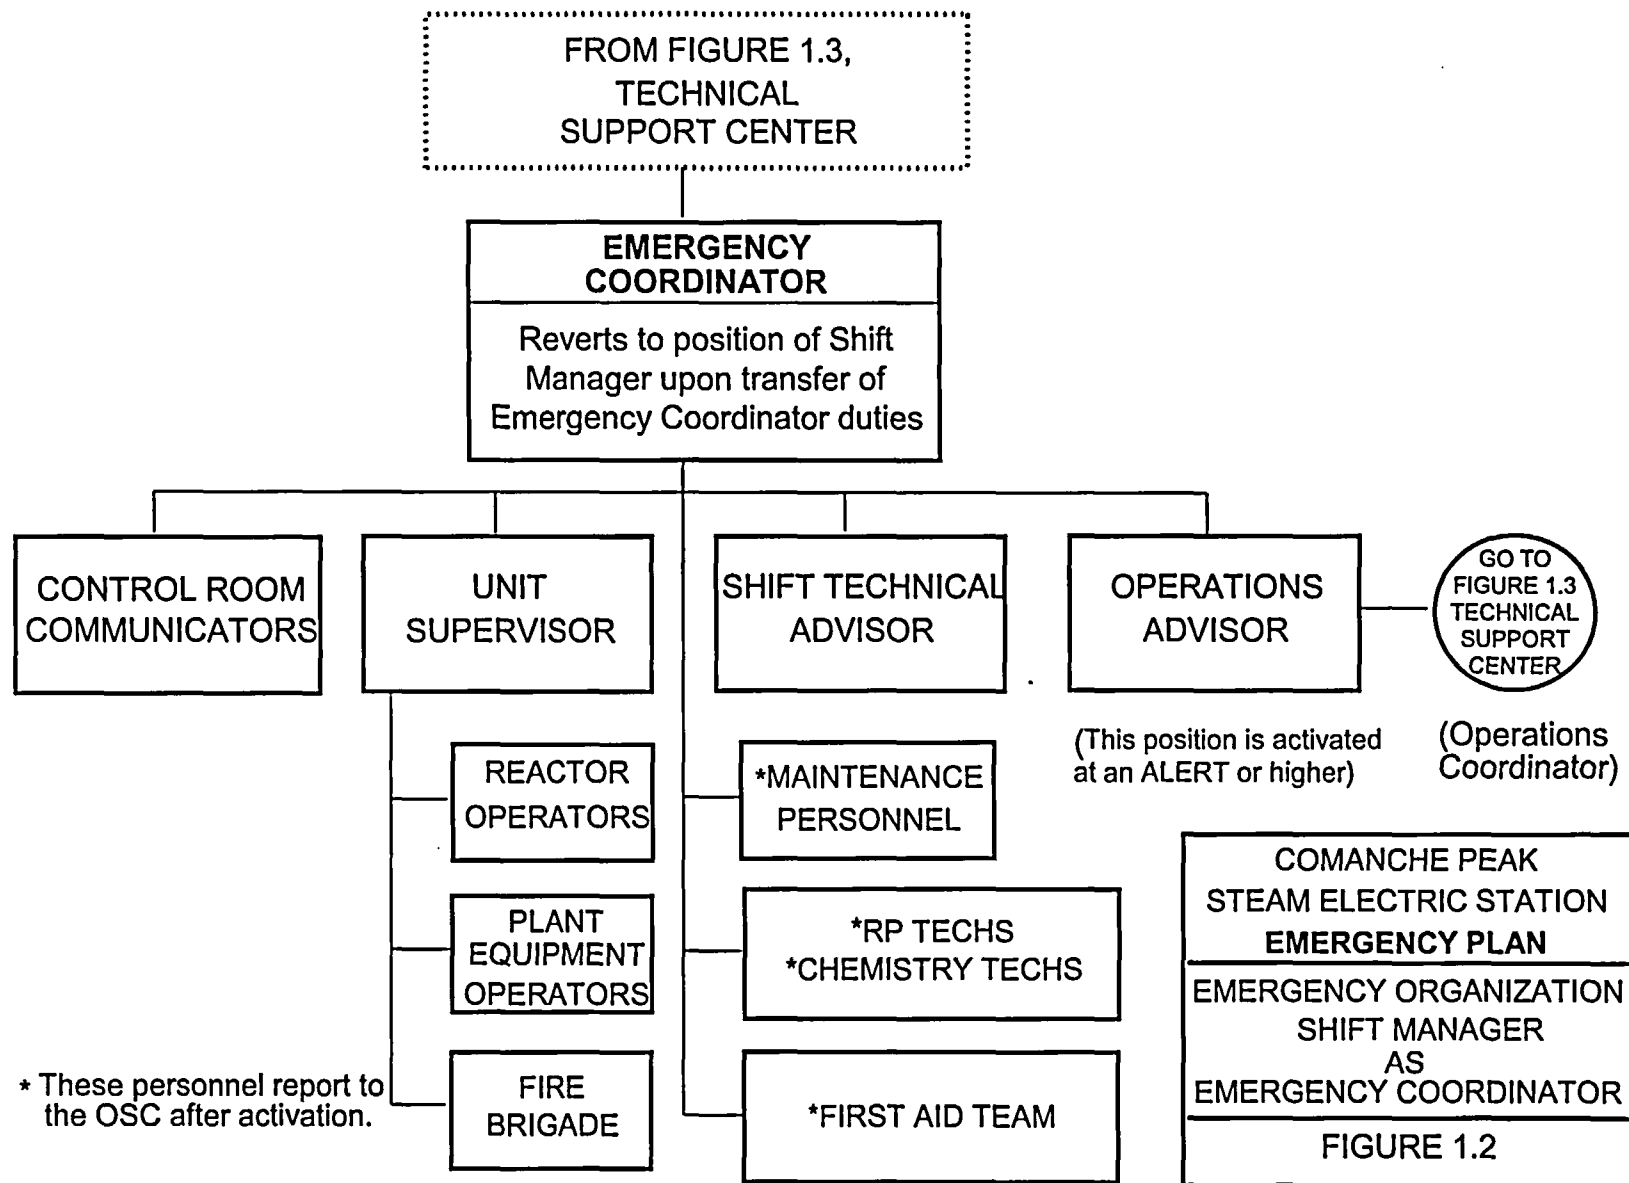 FROM FIGURE 1.3,
TECHNICAL
SUPPORT CENTER
EMERGENCY
COORDINATOR
Reverts to position of Shift
Manager upon transfer of
Emergency Coordinator duties
CONTROL ROOM
COMMUNICATORS
UNIT
SUPERVISOR
SHIFT TECHNICAL
ADVISOR
OPERATIONS
ADVISOR
GO TO
FIGURE 1.3
TECHNICAL
SUPPORT
CENTER
(This position is activated
at an ALERT or higher)
(Operations
Coordinator)
REACTOR
OPERATORS
*MAINTENANCE
PERSONNEL
PLANT
EQUIPMENT
OPERATORS
*RP TECHS
*CHEMISTRY TECHS
FIRE
BRIGADE
*FIRST AID TEAM
* These personnel report to
the OSC after activation.
COMANCHE PEAK
STEAM ELECTRIC STATION
EMERGENCY PLAN
EMERGENCY ORGANIZATION
SHIFT MANAGER
AS
EMERGENCY COORDINATOR
FIGURE 1.2